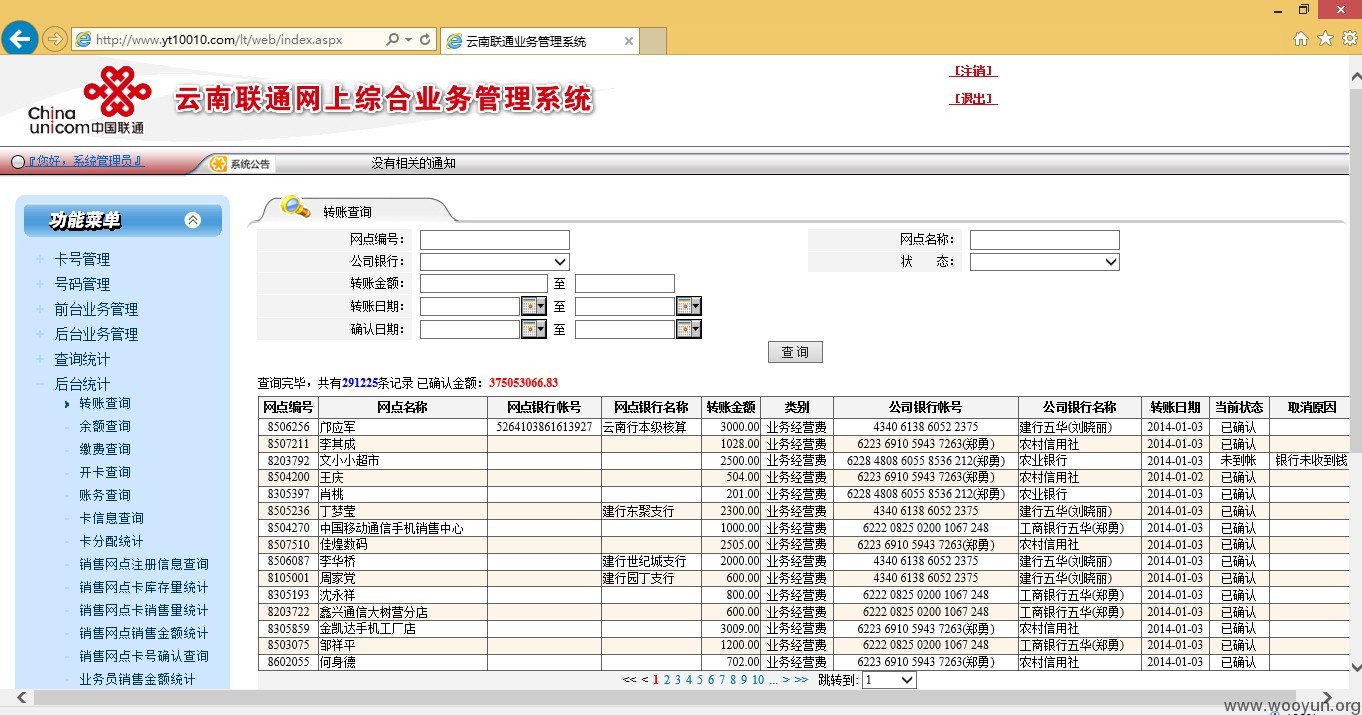 http://www.yt10010.com/lt/web/index.aspx
云南联通业务管理系统
China unicom中国联通
云南联通网上综合业务管理系统
【注销】
【退出】
『您好，系统管理员』
系统公告
没有相关的通知
功能菜单
卡号管理
号码管理
前台业务管理
后台业务管理
查询统计
后台统计
转账查询
余额查询
缴费查询
开卡查询
账务查询
卡信息查询
卡分配统计
销售网点注册信息查询
销售网点卡库存量统计
销售网点卡销售量统计
销售网点销售金额统计
销售网点卡号确认查询
业务员销售金额统计
转账查询
网点编号： 网点名称：
公司银行： 状 态：
转账金额： 至
转账日期： 至
确认日期： 至
查 询
查询完毕，共有291225条记录 已确认金额：375053066.83
网点编号 网点名称 网点银行帐号 网点银行名称 转账金额 类别 公司银行帐号 公司银行名称 转账日期 当前状态 取消原因
8506256 邝应军 5264103861613927 云南行本级核算 3000.00 业务经营费 4340 6138 6052 2375 建行五华(刘晓丽) 2014-01-03 已确认
8507211 李其成 1028.00 业务经营费 6223 6910 5943 7263(郑勇) 农村信用社 2014-01-03 已确认
8203792 文小小超市 2500.00 业务经营费 6228 4808 6055 8536 212(郑勇) 农业银行 2014-01-03 未到帐 银行未收到钱
8504200 王庆 504.00 业务经营费 6223 6910 5943 7263(郑勇) 农村信用社 2014-01-02 已确认
8305397 肖桃 201.00 业务经营费 6228 4808 6055 8536 212(郑勇) 农业银行 2014-01-03 已确认
8505236 丁梦莹 建行东聚支行 2300.00 业务经营费 4340 6138 6052 2375 建行五华(刘晓丽) 2014-01-03 已确认
8504270 中国移动通信手机销售中心 1000.00 业务经营费 6222 0825 0200 1067 248 工商银行五华(郑勇) 2014-01-03 已确认
8507510 佳煌数码 2505.00 业务经营费 6223 6910 5943 7263(郑勇) 农村信用社 2014-01-03 已确认
8506087 李华桥 建行世纪城支行 2000.00 业务经营费 4340 6138 6052 2375 建行五华(刘晓丽) 2014-01-03 已确认
8105001 周家党 建行园丁支行 600.00 业务经营费 4340 6138 6052 2375 建行五华(刘晓丽) 2014-01-03 已确认
8305193 沈永祥 800.00 业务经营费 6222 0825 0200 1067 248 工商银行五华(郑勇) 2014-01-03 已确认
8203722 鑫兴通信大树营分店 600.00 业务经营费 6222 0825 0200 1067 248 工商银行五华(郑勇) 2014-01-03 已确认
8305859 金凯达手机工厂店 3009.00 业务经营费 6223 6910 5943 7263(郑勇) 农村信用社 2014-01-03 已确认
8503075 邹祥平 1200.00 业务经营费 6222 0825 0200 1067 248 工商银行五华(郑勇) 2014-01-03 已确认
8602055 何身德 702.00 业务经营费 6223 6910 5943 7263(郑勇) 农村信用社 2014-01-03 已确认
<< < 1 2 3 4 5 6 7 8 9 10 ... > >> 跳转到: 1
www.wooyun.org